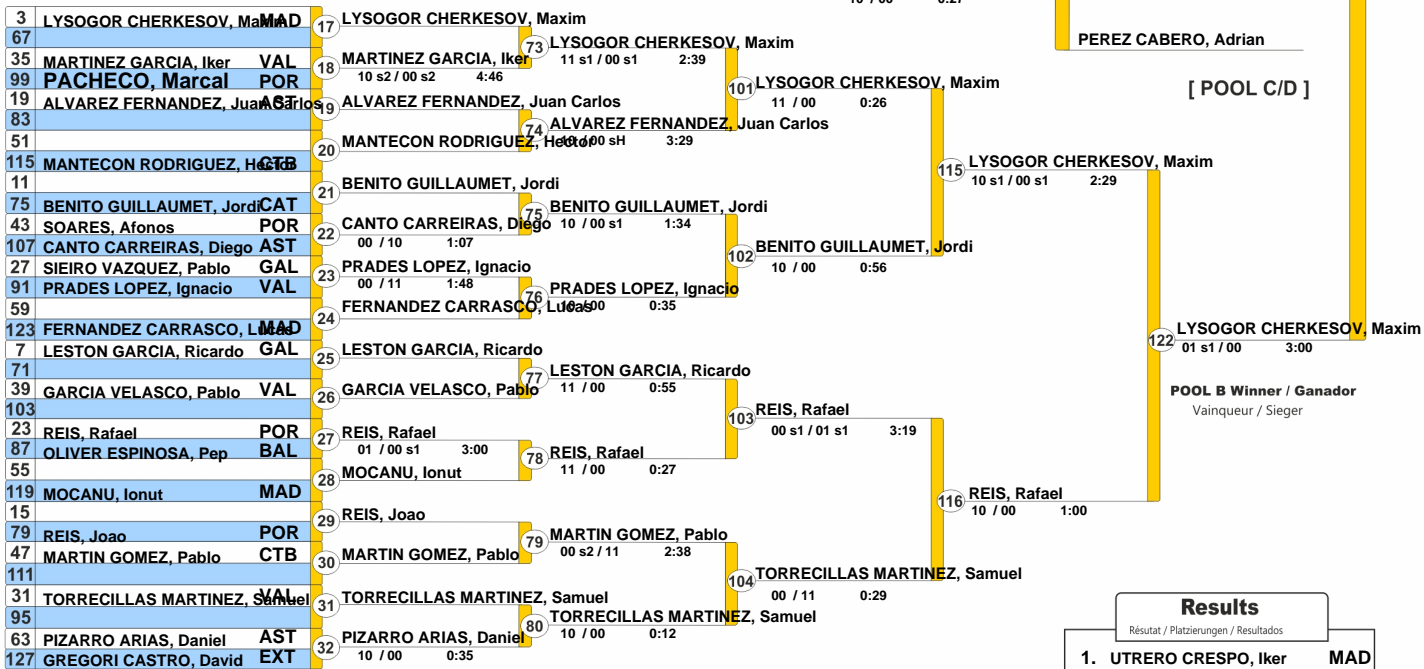 3 LYSOGOR CHERKESOV, Maxim MAD
67
35 MARTINEZ GARCIA, Iker VAL
99 PACHECO, Marcal POR
19 ALVAREZ FERNANDEZ, Juan Carlos AST
83
51
115 MANTECON RODRIGUEZ, Hector CTB
11
75 BENITO GUILLAUMET, Jordi CAT
43 SOARES, Afonos POR
107 CANTO CARREIRAS, Diego AST
27 SIEIRO VAZQUEZ, Pablo GAL
91 PRADES LOPEZ, Ignacio VAL
59
123 FERNANDEZ CARRASCO, Lucas MAD
7 LESTON GARCIA, Ricardo GAL
71
39 GARCIA VELASCO, Pablo VAL
103
23 REIS, Rafael POR
87 OLIVER ESPINOSA, Pep BAL
55
119 MOCANU, Ionut MAD
15
79 REIS, Joao POR
47 MARTIN GOMEZ, Pablo CTB
111
31 TORRECILLAS MARTINEZ, Samuel VAL
95
63 PIZARRO ARIAS, Daniel AST
127 GREGORI CASTRO, David EXT
17 LYSOGOR CHERKESOV, Maxim
18 MARTINEZ GARCIA, Iker
10 s2 / 00 s2 4:46
19 ALVAREZ FERNANDEZ, Juan Carlos
20 MANTECON RODRIGUEZ, Hector
21 BENITO GUILLAUMET, Jordi
22 CANTO CARREIRAS, Diego
00 / 10 1:07
23 PRADES LOPEZ, Ignacio
00 / 11 1:48
24 FERNANDEZ CARRASCO, Lucas
25 LESTON GARCIA, Ricardo
26 GARCIA VELASCO, Pablo
27 REIS, Rafael
01 / 00 s1 3:00
28 MOCANU, Ionut
29 REIS, Joao
30 MARTIN GOMEZ, Pablo
31 TORRECILLAS MARTINEZ, Samuel
32 PIZARRO ARIAS, Daniel
10 / 00 0:35
73 LYSOGOR CHERKESOV, Maxim
11 s1 / 00 s1 2:39
74 ALVAREZ FERNANDEZ, Juan Carlos
10 / 00 sH 3:29
75 BENITO GUILLAUMET, Jordi
10 / 00 s1 1:34
76 PRADES LOPEZ, Ignacio
10 / 00 0:35
77 LESTON GARCIA, Ricardo
11 / 00 0:55
78 REIS, Rafael
11 / 00 0:27
79 MARTIN GOMEZ, Pablo
00 s2 / 11 2:38
80 TORRECILLAS MARTINEZ, Samuel
10 / 00 0:12
101 LYSOGOR CHERKESOV, Maxim
11 / 00 0:26
102 BENITO GUILLAUMET, Jordi
10 / 00 0:56
103 REIS, Rafael
00 s1 / 01 s1 3:19
104 TORRECILLAS MARTINEZ, Samuel
00 / 11 0:29
115 LYSOGOR CHERKESOV, Maxim
10 s1 / 00 s1 2:29
116 REIS, Rafael
10 / 00 1:00
PEREZ CABERO, Adrian
[ POOL C/D ]
122 LYSOGOR CHERKESOV, Maxim
01 s1 / 00 3:00
POOL B Winner / Ganador
Vainqueur / Sieger
Results
Résutat / Platzierungen / Resultados
1. UTRERO CRESPO, Iker MAD